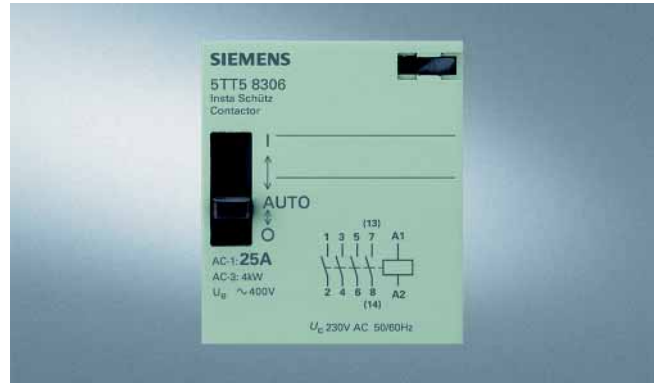 SIEMENS
5TT5 8306
Insta Schütz
Contactor
I
AUTO
O
AC-1: 25A
AC-3: 4kW
Ue ~400V
(13)
1 3 5 7 A1
2 4 6 8 A2
(14)
Uc 230V AC 50/60Hz